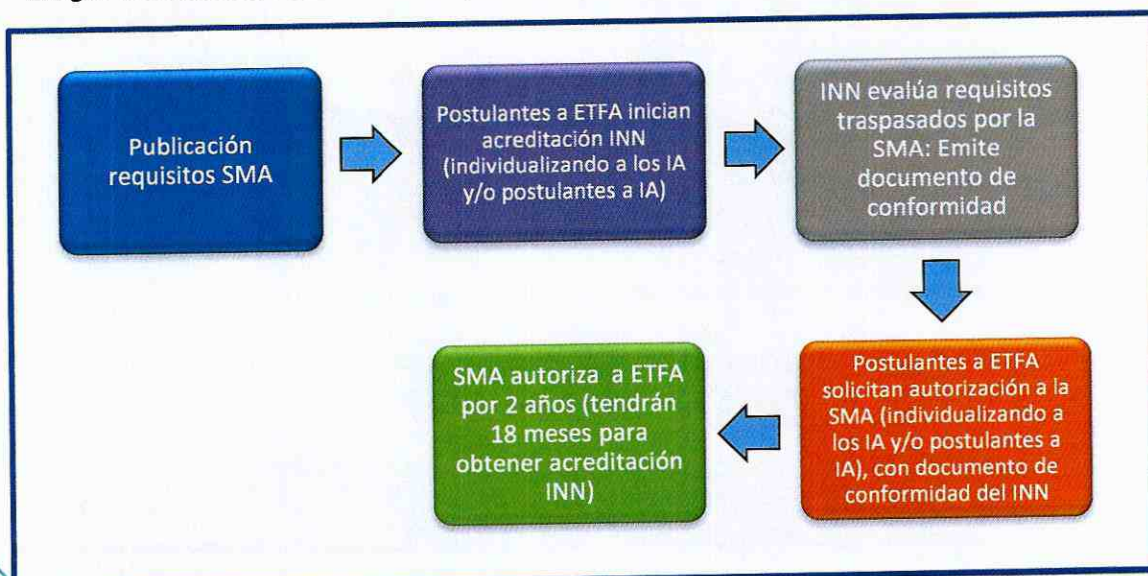 Publicación
requisitos SMA
Postulantes a ETFA inician
acreditación INN
(individualizando a los IA
y/o postulantes a IA)
INN evalúa requisitos
traspasados por la
SMA: Emite
documento de
conformidad
Postulantes a ETFA
solicitan autorización a la
SMA (individualizando a
los IA y/o postulantes a
IA), con documento de
conformidad del INN
SMA autoriza a ETFA
por 2 años (tendrán
18 meses para
obtener acreditación
INN)